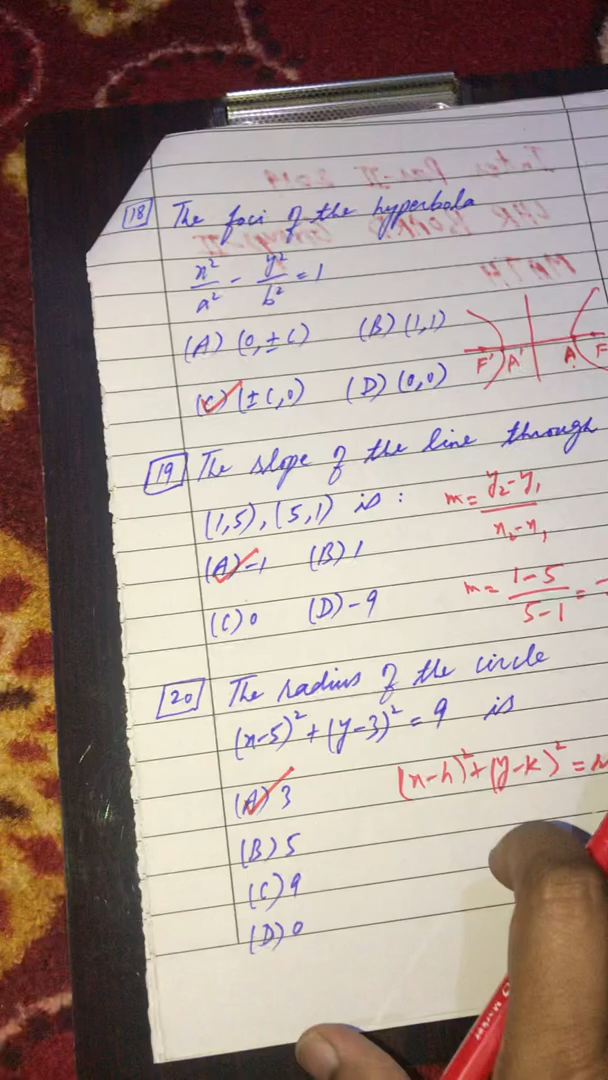 18 The foci of the hyperbola
x²/a² - y²/b² = 1
(A) (0, ± c) (B) (1, 1)
(C) (± c, 0) (D) (0, 0)
F' A' A F
19 The slope of the line through
(1, 5), (5, 1) is : m = y₂ - y₁ / x₂ - x₁
(A) -1 (B) 1
(C) 0 (D) -9 m = 1 - 5 / 5 - 1 = -
20 The radius of the circle
(x - 5)² + (y - 3)² = 9 is
(A) 3 (x - h)² + (y - k)² =
(B) 5
(C) 9
(D) 0